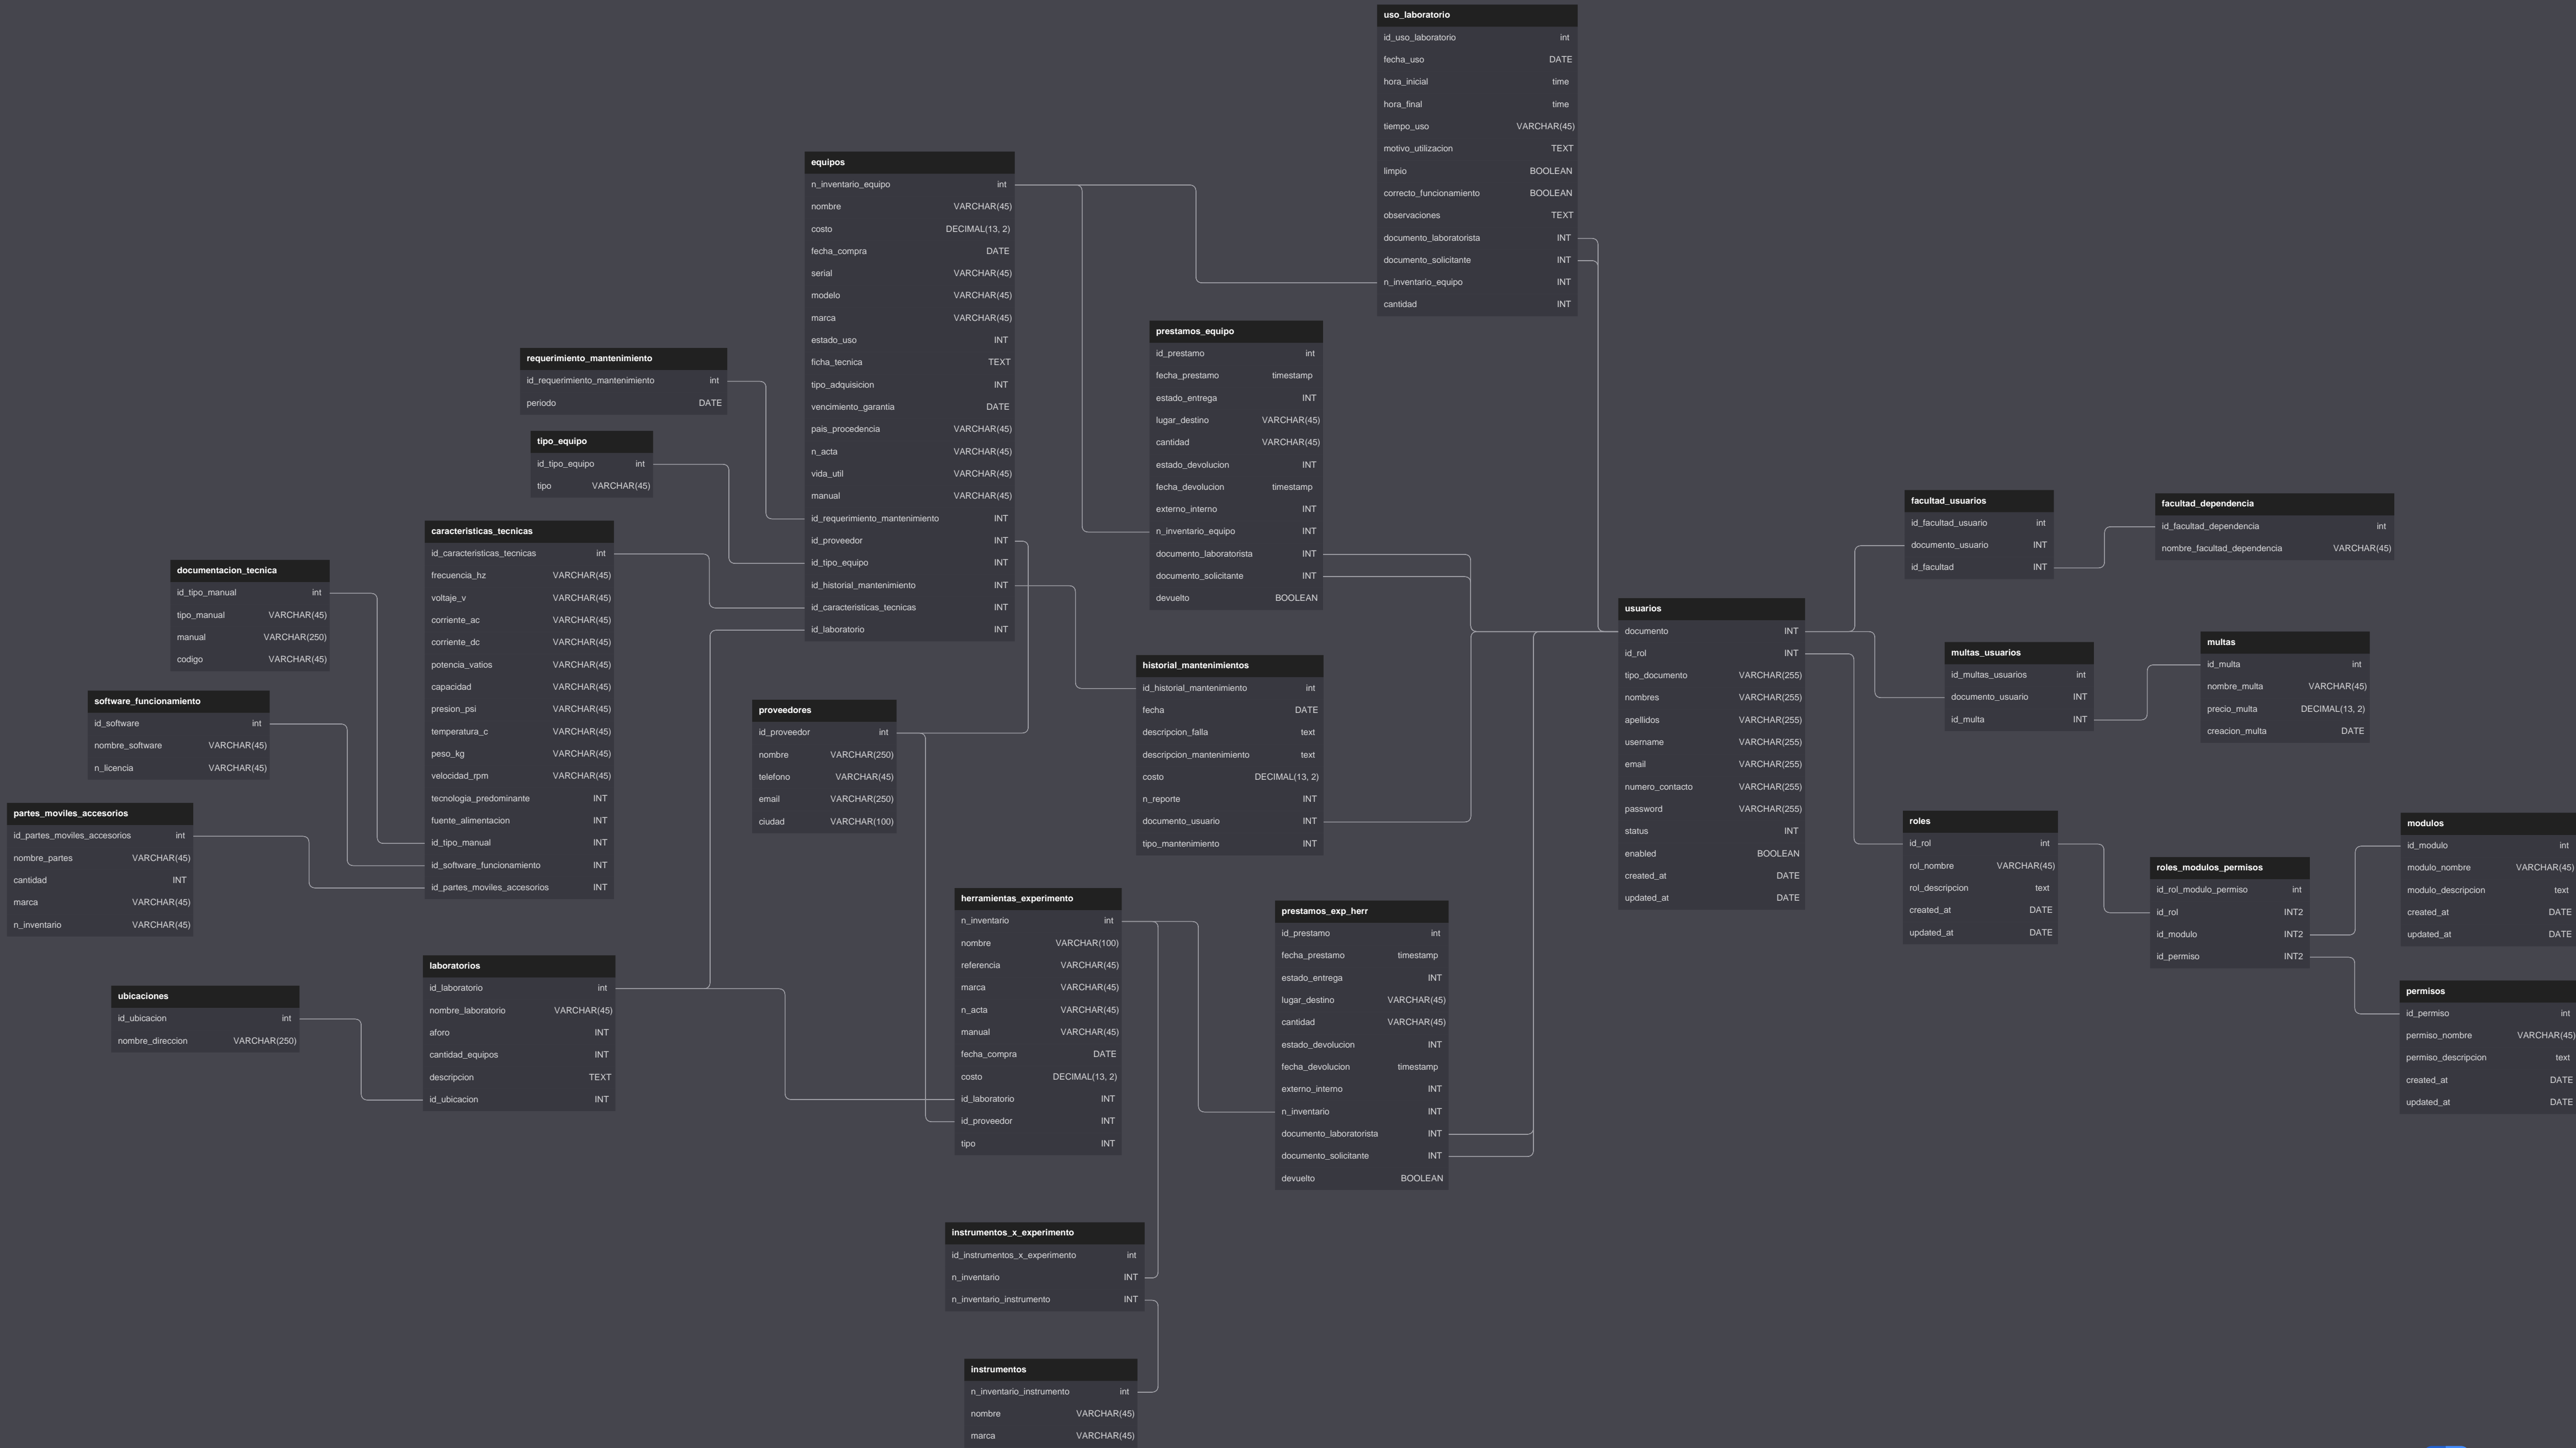 uso_laboratorio
id_uso_laboratorio int
fecha_uso DATE
hora_inicial time
hora_final time
tiempo_uso VARCHAR(45)
motivo_utilizacion TEXT
limpio BOOLEAN
correcto_funcionamiento BOOLEAN
observaciones TEXT
documento_laboratorista INT
documento_solicitante INT
n_inventario_equipo INT
cantidad INT
equipos
n_inventario_equipo int
nombre VARCHAR(45)
costo DECIMAL(13, 2)
fecha_compra DATE
serial VARCHAR(45)
modelo VARCHAR(45)
marca VARCHAR(45)
estado_uso INT
ficha_tecnica TEXT
tipo_adquisicion INT
vencimiento_garantia DATE
pais_procedencia VARCHAR(45)
n_acta VARCHAR(45)
vida_util VARCHAR(45)
manual VARCHAR(45)
id_requerimiento_mantenimiento INT
id_proveedor INT
id_tipo_equipo INT
id_historial_mantenimiento INT
id_caracteristicas_tecnicas INT
id_laboratorio INT
prestamos_equipo
id_prestamo int
fecha_prestamo timestamp
estado_entrega INT
lugar_destino VARCHAR(45)
cantidad VARCHAR(45)
estado_devolucion INT
fecha_devolucion timestamp
externo_interno INT
n_inventario_equipo INT
documento_laboratorista INT
documento_solicitante INT
devuelto BOOLEAN
requerimiento_mantenimiento
id_requerimiento_mantenimiento int
periodo DATE
tipo_equipo
id_tipo_equipo int
tipo VARCHAR(45)
caracteristicas_tecnicas
id_caracteristicas_tecnicas int
frecuencia_hz VARCHAR(45)
voltaje_v VARCHAR(45)
corriente_ac VARCHAR(45)
corriente_dc VARCHAR(45)
potencia_vatios VARCHAR(45)
capacidad VARCHAR(45)
presion_psi VARCHAR(45)
temperatura_c VARCHAR(45)
peso_kg VARCHAR(45)
velocidad_rpm VARCHAR(45)
tecnologia_predominante INT
fuente_alimentacion INT
id_tipo_manual INT
id_software_funcionamiento INT
id_partes_moviles_accesorios INT
documentacion_tecnica
id_tipo_manual int
tipo_manual VARCHAR(45)
manual VARCHAR(250)
codigo VARCHAR(45)
software_funcionamiento
id_software int
nombre_software VARCHAR(45)
n_licencia VARCHAR(45)
partes_moviles_accesorios
id_partes_moviles_accesorios int
nombre_partes VARCHAR(45)
cantidad INT
marca VARCHAR(45)
n_inventario VARCHAR(45)
facultad_usuarios
id_facultad_usuario int
documento_usuario INT
id_facultad INT
facultad_dependencia
id_facultad_dependencia int
nombre_facultad_dependencia VARCHAR(45)
usuarios
documento INT
id_rol INT
tipo_documento VARCHAR(255)
nombres VARCHAR(255)
apellidos VARCHAR(255)
username VARCHAR(255)
email VARCHAR(255)
numero_contacto VARCHAR(255)
password VARCHAR(255)
status INT
enabled BOOLEAN
created_at DATE
updated_at DATE
multas_usuarios
id_multas_usuarios int
documento_usuario INT
id_multa INT
multas
id_multa int
nombre_multa VARCHAR(45)
precio_multa DECIMAL(13, 2)
creacion_multa DATE
historial_mantenimientos
id_historial_mantenimiento int
fecha DATE
descripcion_falla text
descripcion_mantenimiento text
costo DECIMAL(13, 2)
n_reporte INT
documento_usuario INT
tipo_mantenimiento INT
proveedores
id_proveedor int
nombre VARCHAR(250)
telefono VARCHAR(45)
email VARCHAR(250)
ciudad VARCHAR(100)
roles
id_rol int
rol_nombre VARCHAR(45)
rol_descripcion text
created_at DATE
updated_at DATE
roles_modulos_permisos
id_rol_modulo_permiso int
id_rol INT2
id_modulo INT2
id_permiso INT2
modulos
id_modulo int
modulo_nombre VARCHAR(45)
modulo_descripcion text
created_at DATE
updated_at DATE
permisos
id_permiso int
permiso_nombre VARCHAR(45)
permiso_descripcion text
created_at DATE
updated_at DATE
herramientas_experimento
n_inventario int
nombre VARCHAR(100)
referencia VARCHAR(45)
marca VARCHAR(45)
n_acta VARCHAR(45)
manual VARCHAR(45)
fecha_compra DATE
costo DECIMAL(13, 2)
id_laboratorio INT
id_proveedor INT
tipo INT
prestamos_exp_herr
id_prestamo int
fecha_prestamo timestamp
estado_entrega INT
lugar_destino VARCHAR(45)
cantidad VARCHAR(45)
estado_devolucion INT
fecha_devolucion timestamp
externo_interno INT
n_inventario INT
documento_laboratorista INT
documento_solicitante INT
devuelto BOOLEAN
laboratorios
id_laboratorio int
nombre_laboratorio VARCHAR(45)
aforo INT
cantidad_equipos INT
descripcion TEXT
id_ubicacion INT
ubicaciones
id_ubicacion int
nombre_direccion VARCHAR(250)
instrumentos_x_experimento
id_instrumentos_x_experimento int
n_inventario INT
n_inventario_instrumento INT
instrumentos
n_inventario_instrumento int
nombre VARCHAR(45)
marca VARCHAR(45)